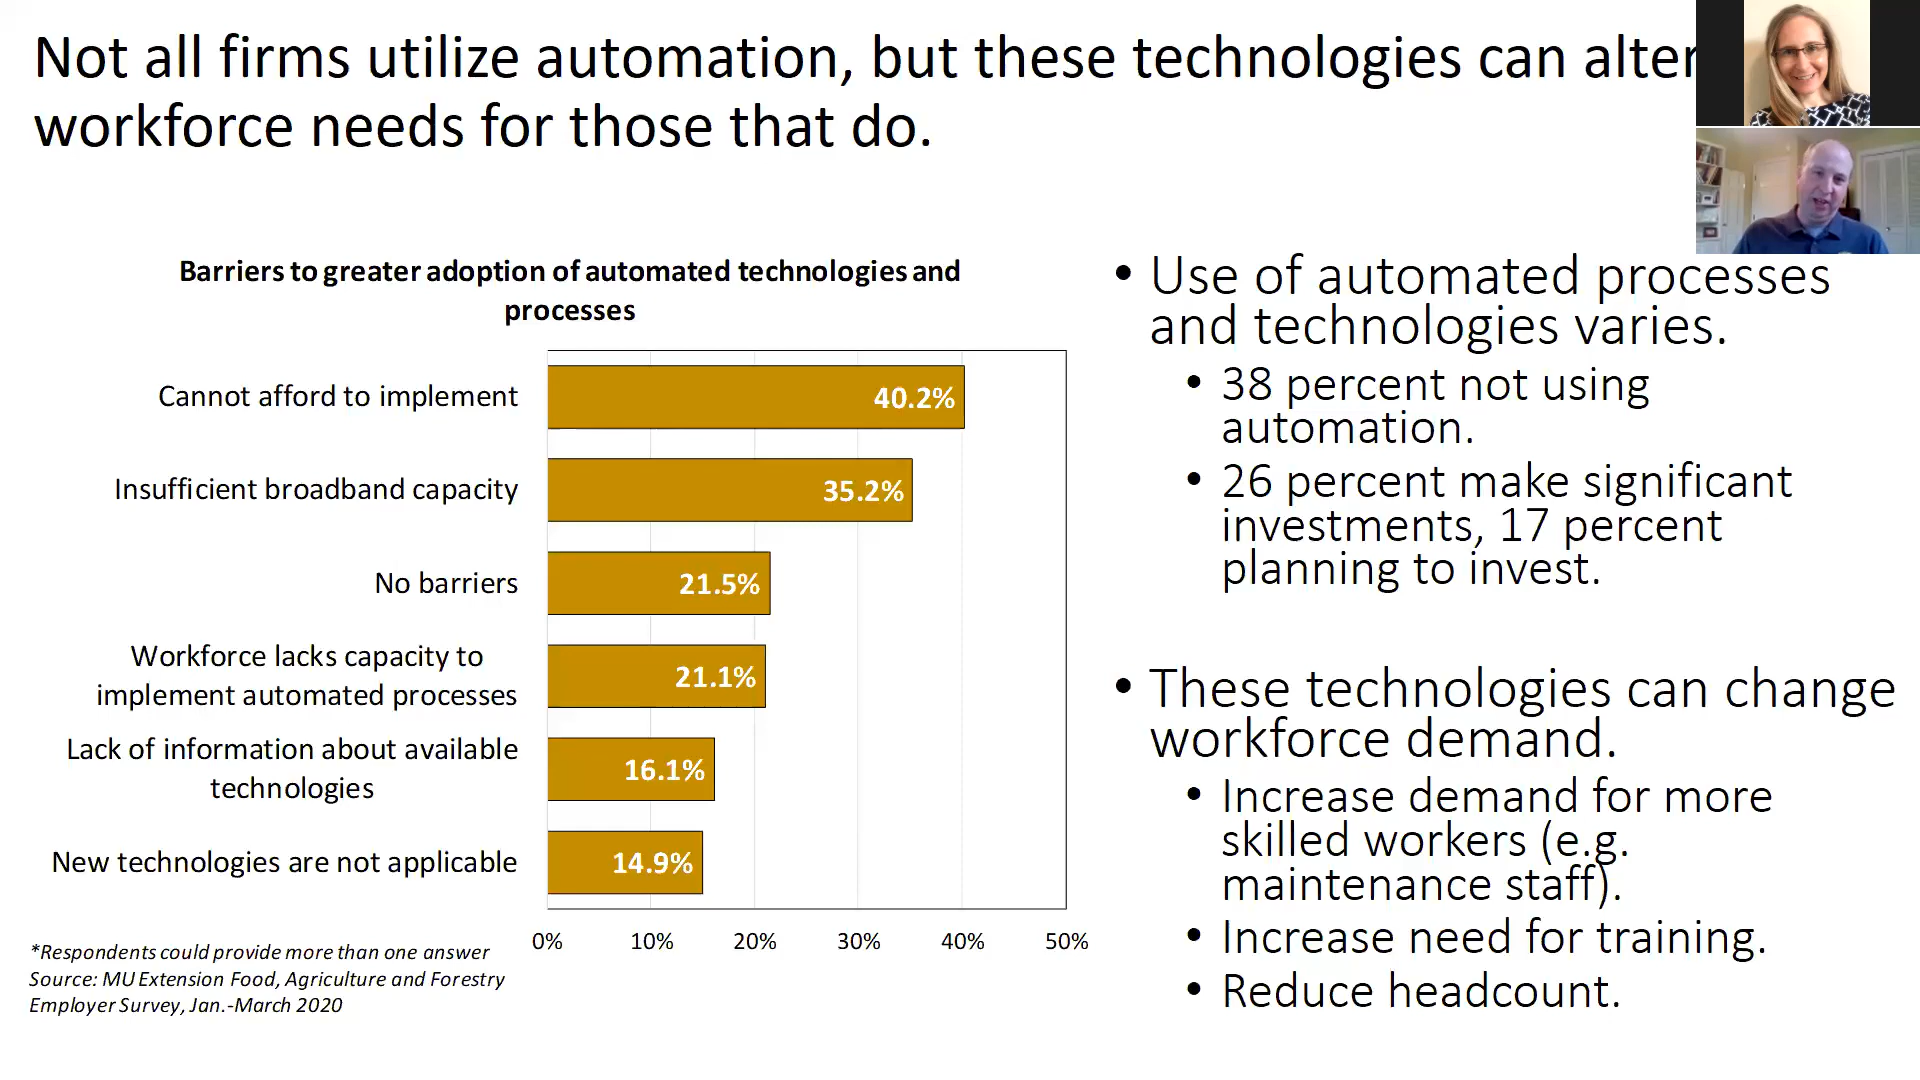 Not all firms utilize automation, but these technologies can alter
workforce needs for those that do.
Barriers to greater adoption of automated technologies and
processes
Cannot afford to implement
40.2%
Insufficient broadband capacity
35.2%
No barriers
21.5%
Workforce lacks capacity to
implement automated processes
21.1%
Lack of information about available
technologies
16.1%
New technologies are not applicable
14.9%
0% 10% 20% 30% 40% 50%
*Respondents could provide more than one answer
Source: MU Extension Food, Agriculture and Forestry
Employer Survey, Jan.-March 2020
• Use of automated processes
and technologies varies.
• 38 percent not using
automation.
• 26 percent make significant
investments, 17 percent
planning to invest.
• These technologies can change
workforce demand.
• Increase demand for more
skilled workers (e.g.
maintenance staff).
• Increase need for training.
• Reduce headcount.